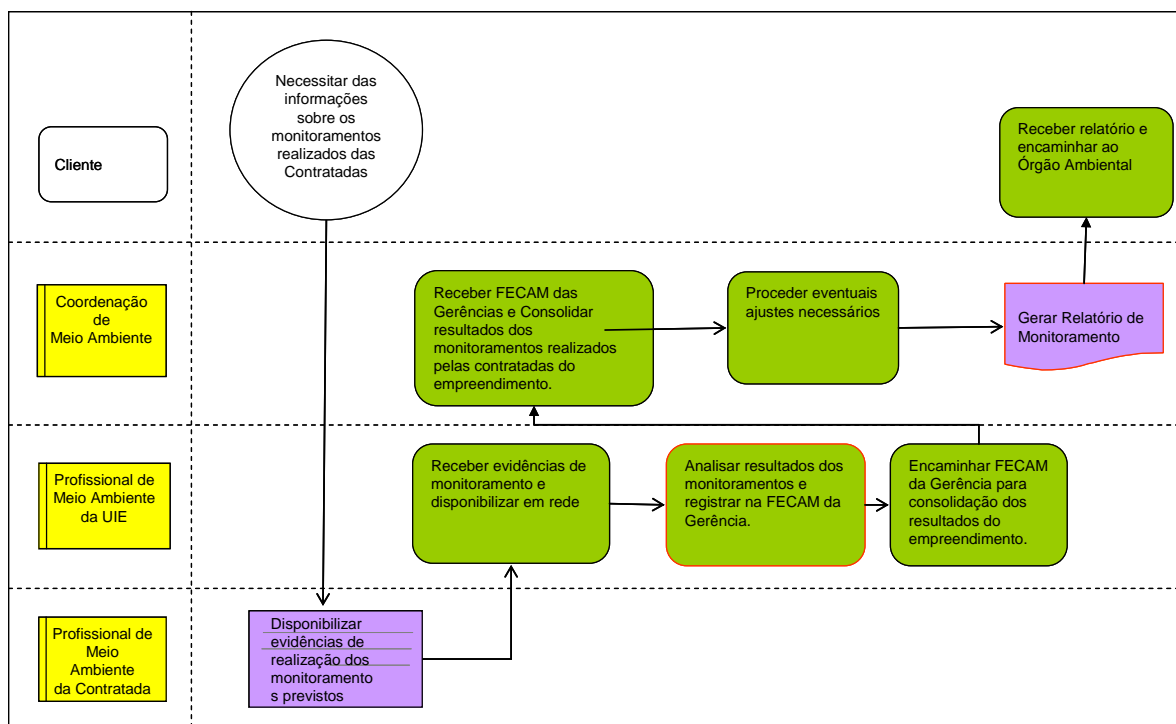 Necessitar das
informações
sobre os
monitoramentos
realizados das
Contratadas
Cliente
Receber relatório e
encaminhar ao
Órgão Ambiental
Coordenação
de
Meio Ambiente
Receber FECAM das
Gerências e Consolidar
resultados dos
monitoramentos realizados
pelas contratadas do
empreendimento.
Proceder eventuais
ajustes necessários
Gerar Relatório de
Monitoramento
Profissional de
Meio Ambiente
da UIE
Receber evidências de
monitoramento e
disponibilizar em rede
Analisar resultados dos
monitoramentos e
registrar na FECAM da
Gerência.
Encaminhar FECAM
da Gerência para
consolidação dos
resultados do
empreendimento.
Profissional de
Meio
Ambiente
da Contratada
Disponibilizar
evidências de
realização dos
monitoramento
s previstos